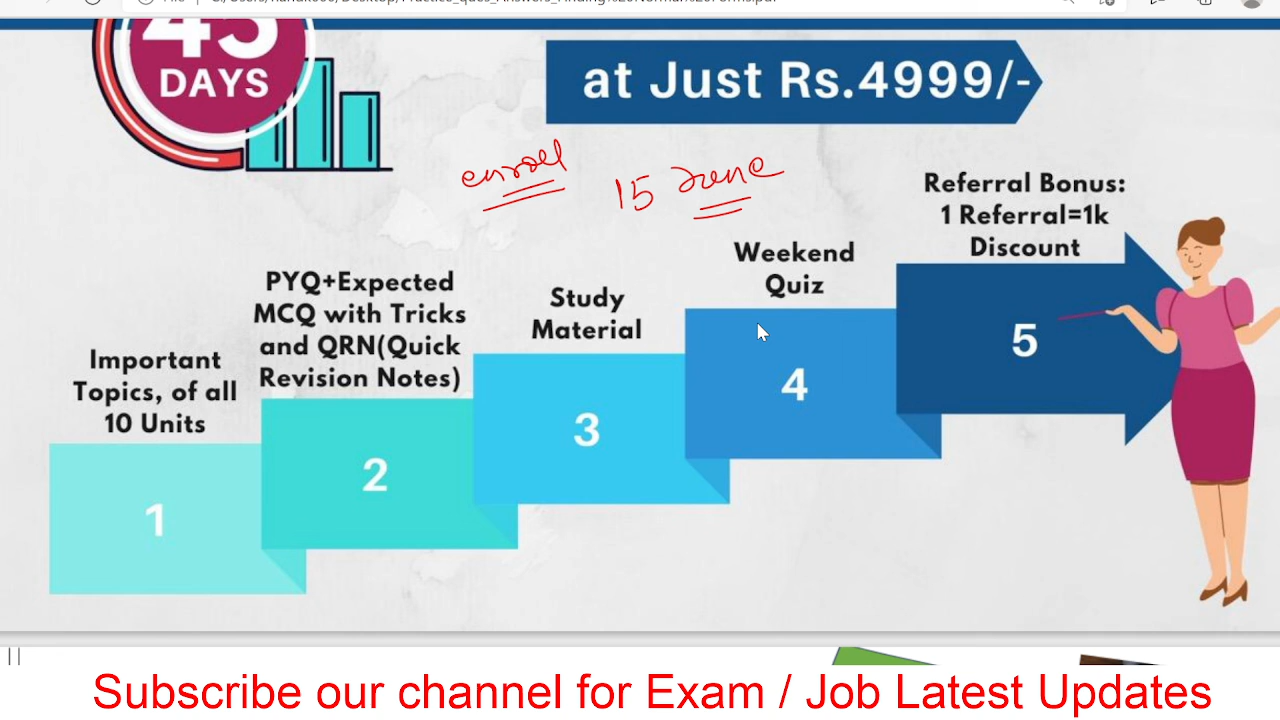 45
DAYS
at Just Rs.4999/-
enroll 15 June
Referral Bonus:
1 Referral=1k
Discount
Weekend
Quiz
PYQ+Expected
MCQ with Tricks
and QRN(Quick
Revision Notes)
Study
Material
Important
Topics, of all
10 Units
1
2
3
4
5
Subscribe our channel for Exam / Job Latest Updates